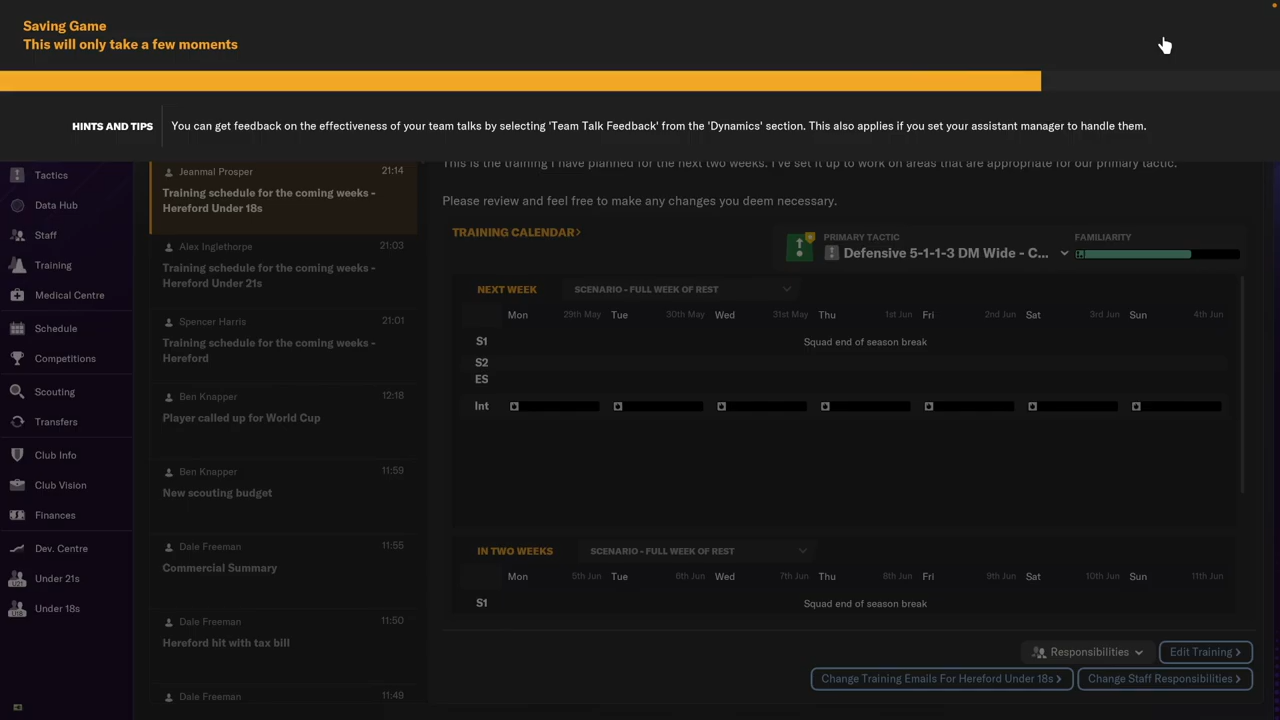 Saving Game
This will only take a few moments
HINTS AND TIPS
You can get feedback on the effectiveness of your team talks by selecting 'Team Talk Feedback' from the 'Dynamics' section. This also applies if you set your assistant manager to handle them.
Tactics
Data Hub
Staff
Training
Medical Centre
Schedule
Competitions
Scouting
Transfers
Club Info
Club Vision
Finances
Dev. Centre
Under 21s
Under 18s
Jeanmal Prosper 21:14
Training schedule for the coming weeks -
Hereford Under 18s
Alex Inglethorpe 21:03
Training schedule for the coming weeks -
Hereford Under 21s
Spencer Harris 21:01
Training schedule for the coming weeks -
Hereford
Ben Knapper 12:18
Player called up for World Cup
Ben Knapper 11:59
New scouting budget
Dale Freeman 11:55
Commercial Summary
Dale Freeman 11:50
Hereford hit with tax bill
Dale Freeman 11:49
This is the training I have planned for the next two weeks. I've set it up to work on areas that are appropriate for our primary tactic.
Please review and feel free to make any changes you deem necessary.
TRAINING CALENDAR>
PRIMARY TACTIC
Defensive 5-1-1-3 DM Wide - C...
FAMILIARITY
NEXT WEEK
SCENARIO - FULL WEEK OF REST
Mon 29th May Tue 30th May Wed 31st May Thu 1st Jun Fri 2nd Jun Sat 3rd Jun Sun 4th Jun
S1 Squad end of season break
S2
ES
Int
IN TWO WEEKS
SCENARIO - FULL WEEK OF REST
Mon 5th Jun Tue 6th Jun Wed 7th Jun Thu 8th Jun Fri 9th Jun Sat 10th Jun Sun 11th Jun
S1 Squad end of season break
Responsibilities
Edit Training >
Change Training Emails For Hereford Under 18s >
Change Staff Responsibilities >